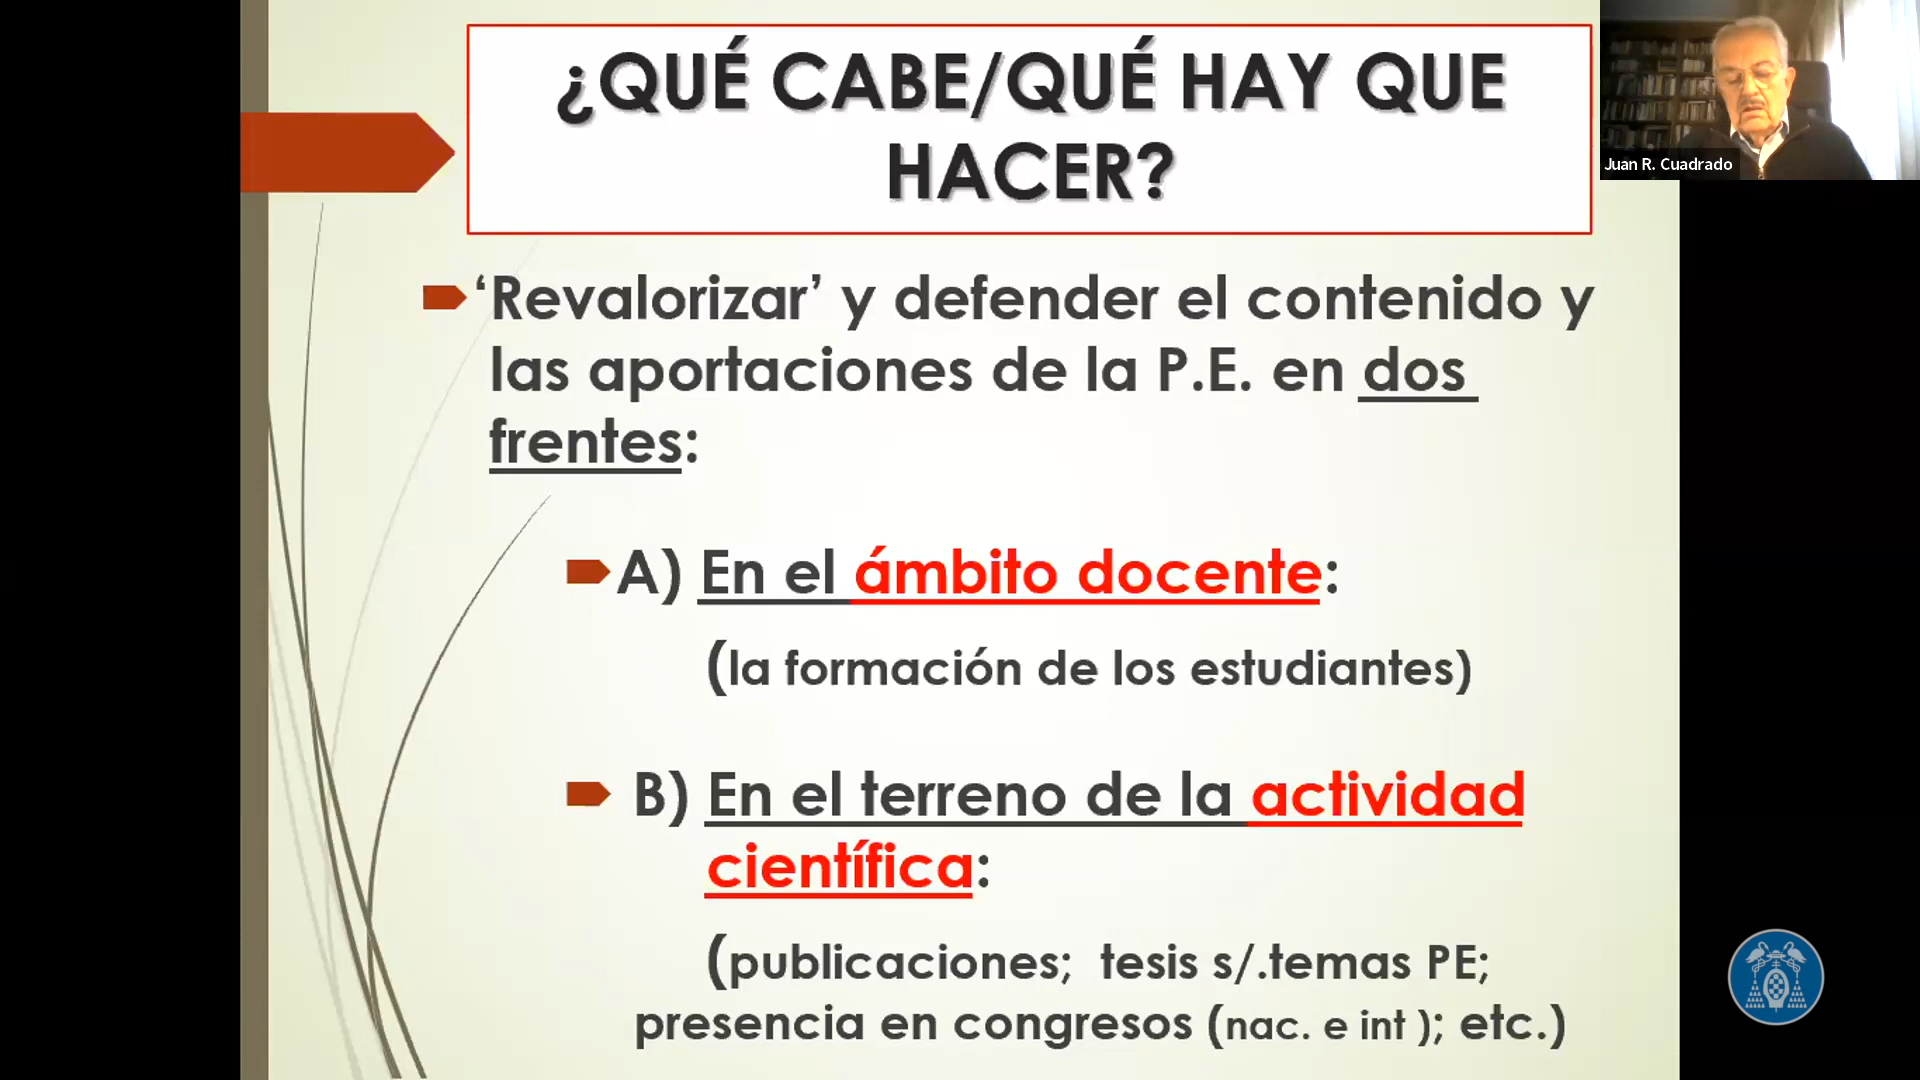 ¿QUÉ CABE/QUÉ HAY QUE
HACER?
Juan R. Cuadrado
‘Revalorizar’ y defender el contenido y
las aportaciones de la P.E. en dos
frentes:
A) En el ámbito docente:
(la formación de los estudiantes)
B) En el terreno de la actividad
científica:
(publicaciones; tesis s/.temas PE;
presencia en congresos (nac. e int ); etc.)